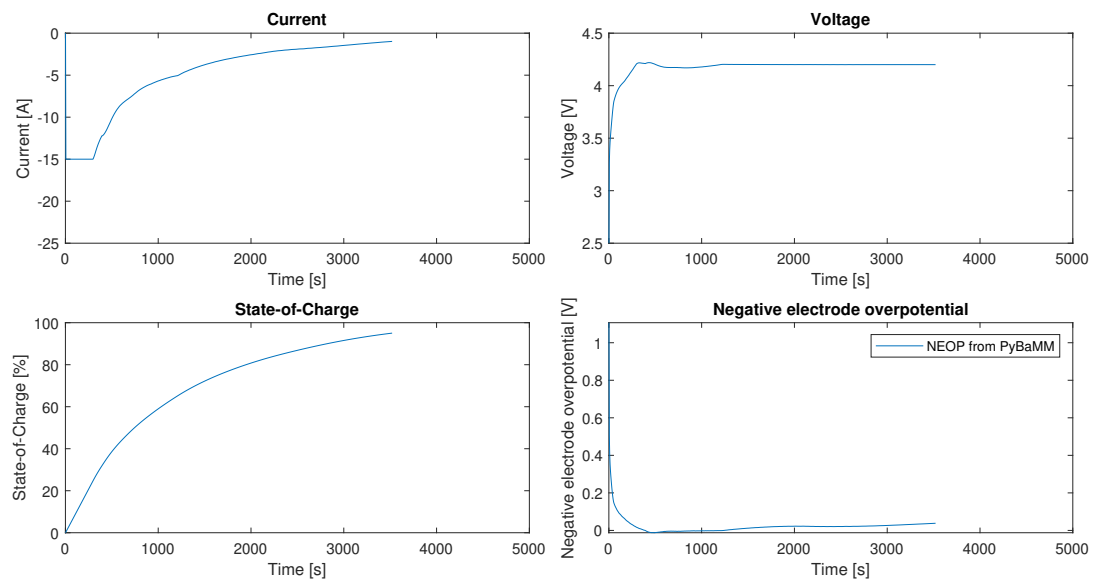 Current
0
-5
-10
-15
-20
-25
Current [A]
0 1000 2000 3000 4000 5000
Time [s]
Voltage
4.5
4
3.5
3
2.5
Voltage [V]
0 1000 2000 3000 4000 5000
Time [s]
State-of-Charge
100
80
60
40
20
0
State-of-Charge [%]
0 1000 2000 3000 4000 5000
Time [s]
Negative electrode overpotential
1
0.8
0.6
0.4
0.2
0
Negative electrode overpotential [V]
NEOP from PyBaMM
0 1000 2000 3000 4000 5000
Time [s]